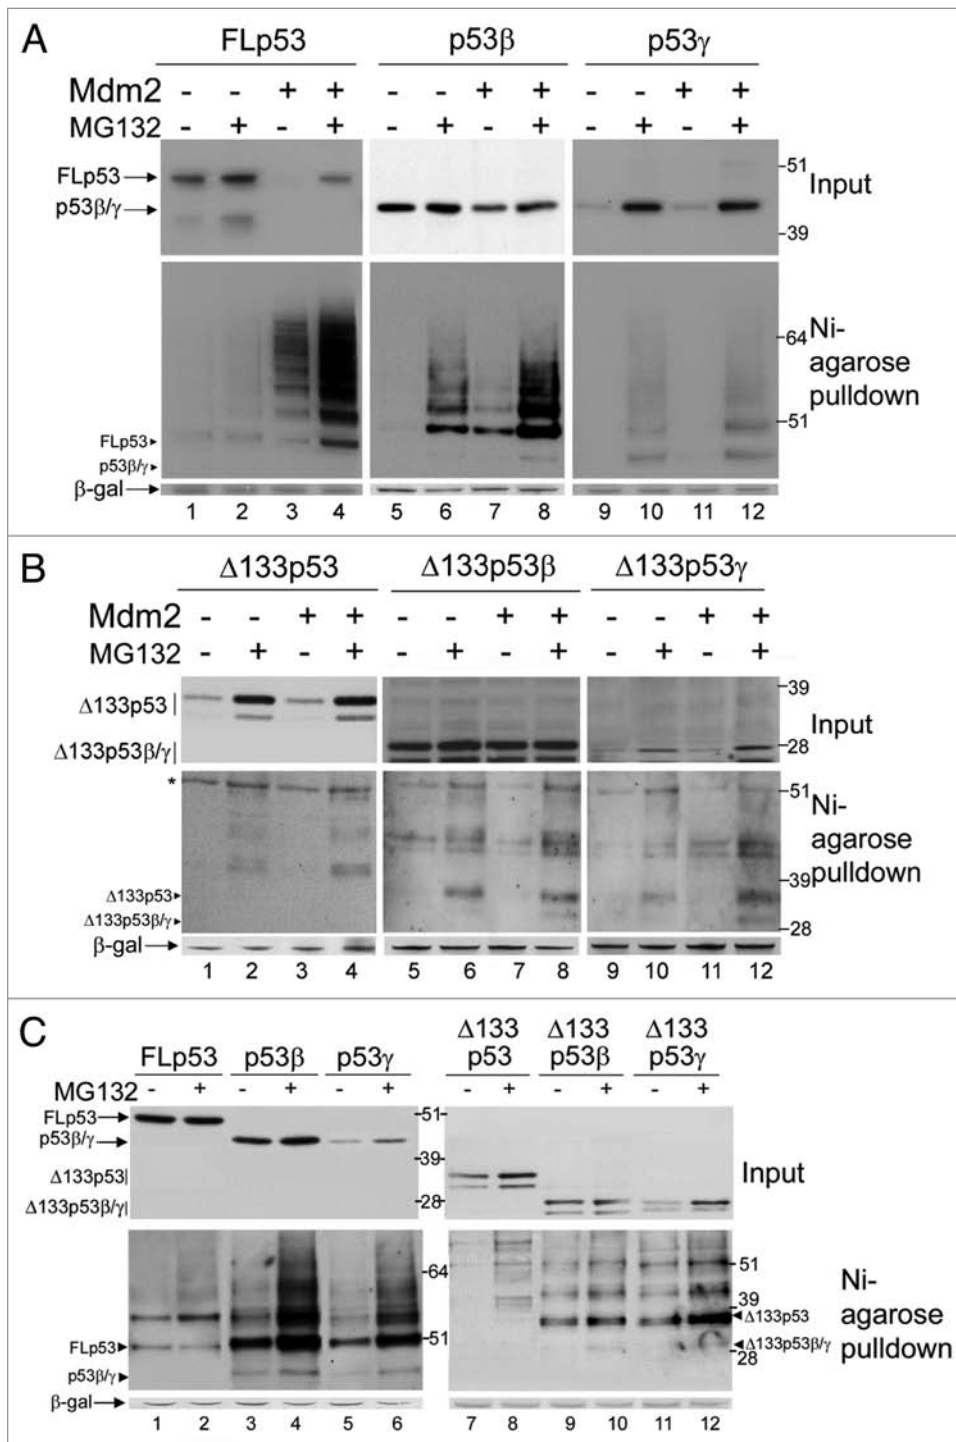 A
FLp53 p53β p53γ
Mdm2 - - + + - - + + - - + +
MG132 - + - + - + - + - + - +
FLp53
p53β/γ
51
39
Input
64
51
Ni-
agarose
pulldown
FLp53
p53β/γ
β-gal
1 2 3 4 5 6 7 8 9 10 11 12
B
Δ133p53 Δ133p53β Δ133p53γ
Mdm2 - - + + - - + + - - + +
MG132 - + - + - + - + - + - +
Δ133p53
Δ133p53β/γ
39
28
Input
*
51
39
28
Ni-
agarose
pulldown
Δ133p53
Δ133p53β/γ
β-gal
1 2 3 4 5 6 7 8 9 10 11 12
C
FLp53 p53β p53γ Δ133 p53 Δ133 p53β Δ133 p53γ
MG132 - + - + - + - + - + - +
FLp53
p53β/γ
Δ133p53
Δ133p53β/γ
51
39
28
Input
64
51
FLp53
p53β/γ
51
39
Δ133p53
Δ133p53β/γ
28
Ni-
agarose
pulldown
β-gal
1 2 3 4 5 6 7 8 9 10 11 12